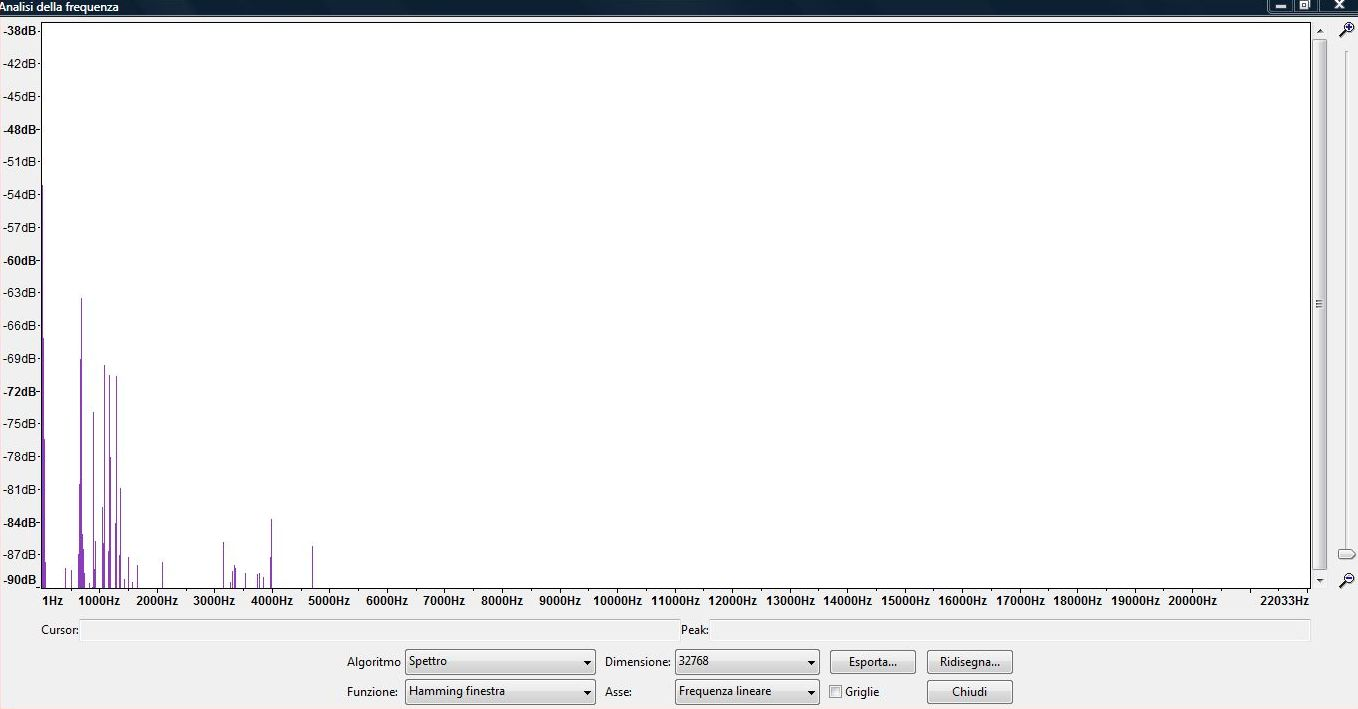 Analisi della frequenza
-38dB
-42dB
-45dB
-48dB
-51dB
-54dB
-57dB
-60dB
-63dB
-66dB
-69dB
-72dB
-75dB
-78dB
-81dB
-84dB
-87dB
-90dB
1Hz 1000Hz 2000Hz 3000Hz 4000Hz 5000Hz 6000Hz 7000Hz 8000Hz 9000Hz 10000Hz 11000Hz 12000Hz 13000Hz 14000Hz 15000Hz 16000Hz 17000Hz 18000Hz 19000Hz 20000Hz 22033Hz
Cursor: Peak:
Algoritmo Spettro Dimensione: 32768 Esporta... Ridisegna...
Funzione: Hamming finestra Asse: Frequenza lineare Griglie Chiudi